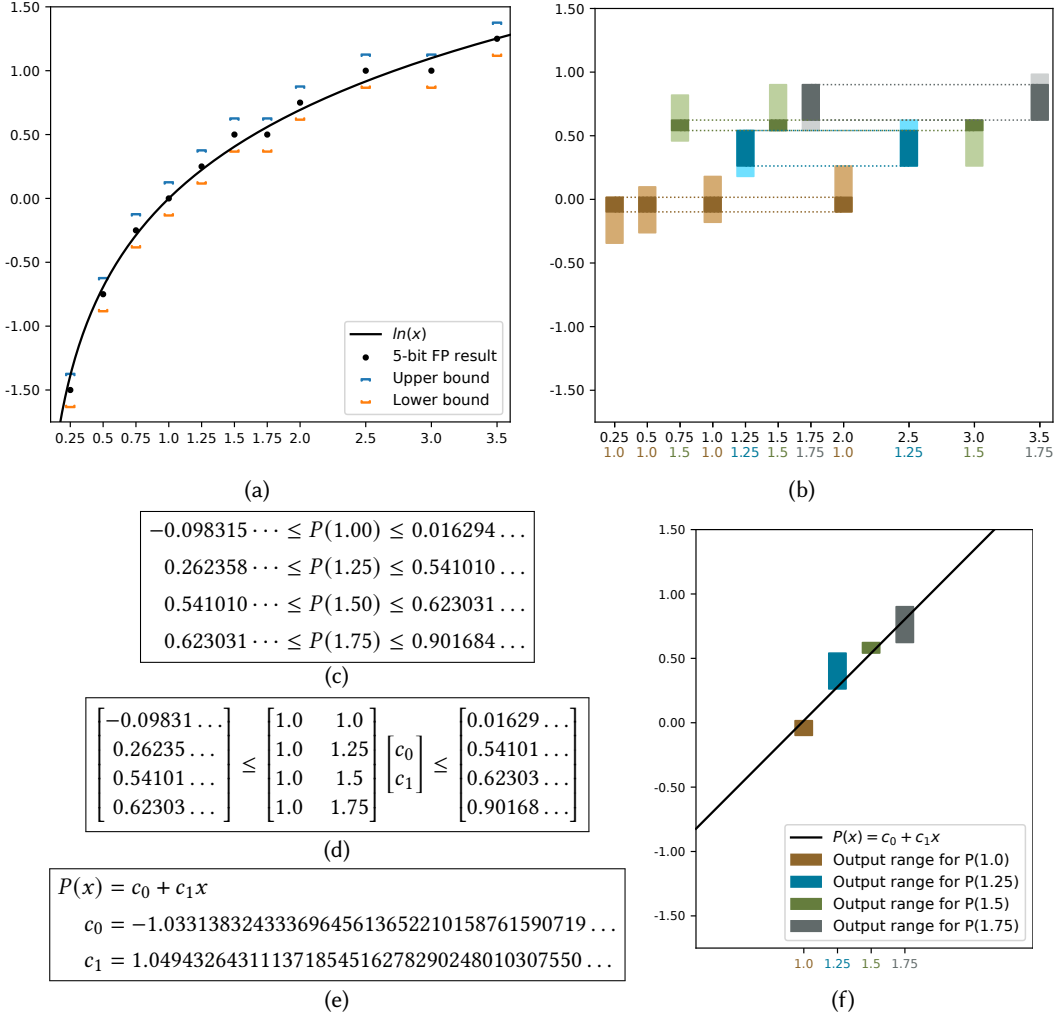 1.50
1.00
0.50
0.00
-0.50
-1.00
-1.50
ln(x)
5-bit FP result
Upper bound
Lower bound
0.25 0.5 0.75 1.0 1.25 1.5 1.75 2.0 2.5 3.0 3.5
(a)
1.50
1.00
0.50
0.00
-0.50
-1.00
-1.50
0.25 0.5 0.75 1.0 1.25 1.5 1.75 2.0 2.5 3.0 3.5
1.0 1.0 1.5 1.0 1.25 1.5 1.75 1.0 1.25 1.5 1.75
(b)
−0.098315 ⋯ ≤ P(1.00) ≤ 0.016294 …
0.262358 ⋯ ≤ P(1.25) ≤ 0.541010 …
0.541010 ⋯ ≤ P(1.50) ≤ 0.623031 …
0.623031 ⋯ ≤ P(1.75) ≤ 0.901684 …
(c)
−0.09831 … 1.0 1.0 0.01629 …
0.26235 … 1.0 1.25 c0 0.54101 …
≤ ≤
0.54101 … 1.0 1.5 c1 0.62303 …
0.62303 … 1.0 1.75 0.90168 …
(d)
P(x) = c0 + c1x
c0 = −1.03313832433369645613652210158761590719 …
c1 = 1.049432643111371854516278290248010307550 …
(e)
1.50
1.00
0.50
0.00
-0.50
-1.00
-1.50
P(x) = c0 + c1x
Output range for P(1.0)
Output range for P(1.25)
Output range for P(1.5)
Output range for P(1.75)
1.0 1.25 1.5 1.75
(f)